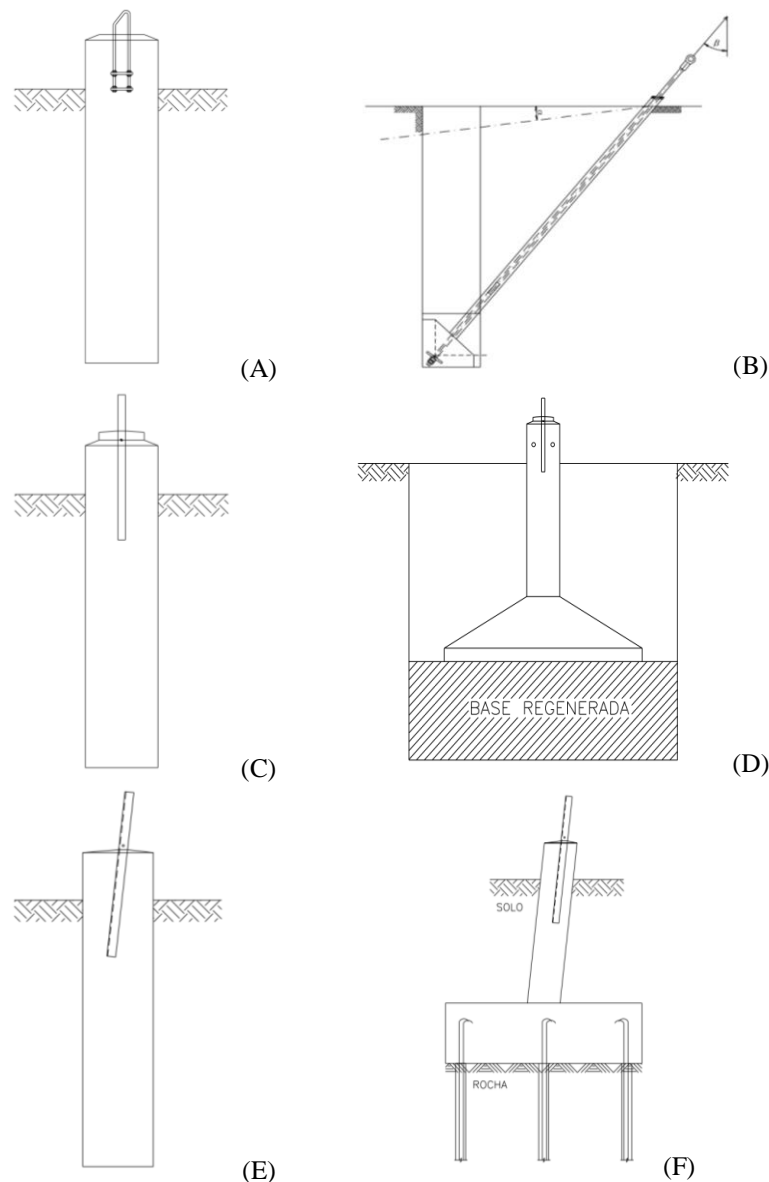 (A)
β
α
(B)
(C)
BASE REGENERADA
(D)
(E)
SOLO
ROCHA
(F)